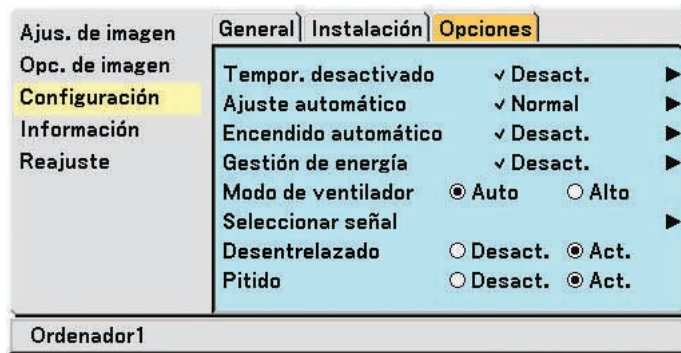 Ajus. de imagen
Opc. de imagen
Configuración
Información
Reajuste
General Instalación Opciones
Tempor. desactivado ✓ Desact. ▶
Ajuste automático ✓ Normal ▶
Encendido automático ✓ Desact. ▶
Gestión de energía ✓ Desact. ▶
Modo de ventilador ◉ Auto ○ Alto
Seleccionar señal ▶
Desentrelazado ○ Desact. ◉ Act.
Pitido ○ Desact. ◉ Act.
Ordenador1